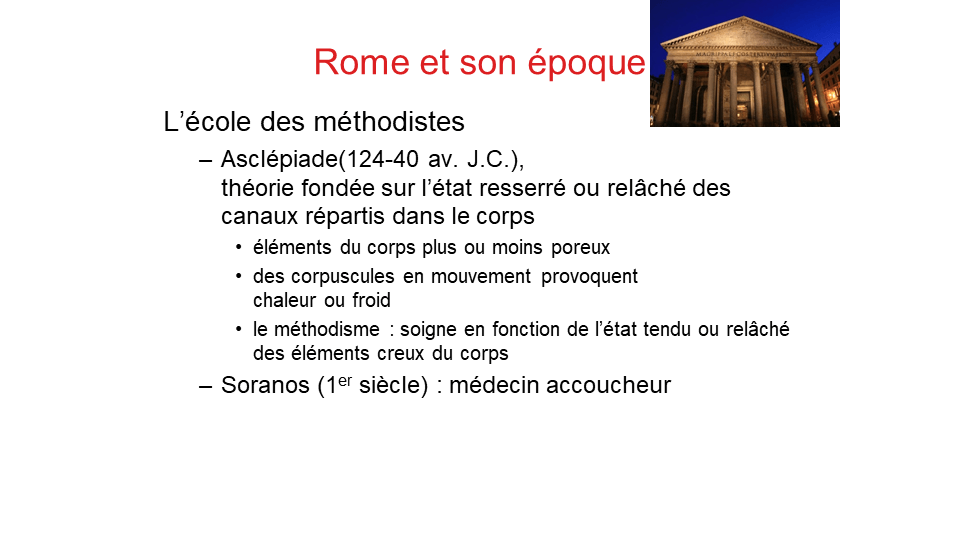 Rome et son époque
L’école des méthodistes
– Asclépiade(124-40 av. J.C.),
théorie fondée sur l’état resserré ou relâché des
canaux répartis dans le corps
• éléments du corps plus ou moins poreux
• des corpuscules en mouvement provoquent
chaleur ou froid
• le méthodisme : soigne en fonction de l’état tendu ou relâché
des éléments creux du corps
– Soranos (1er siècle) : médecin accoucheur